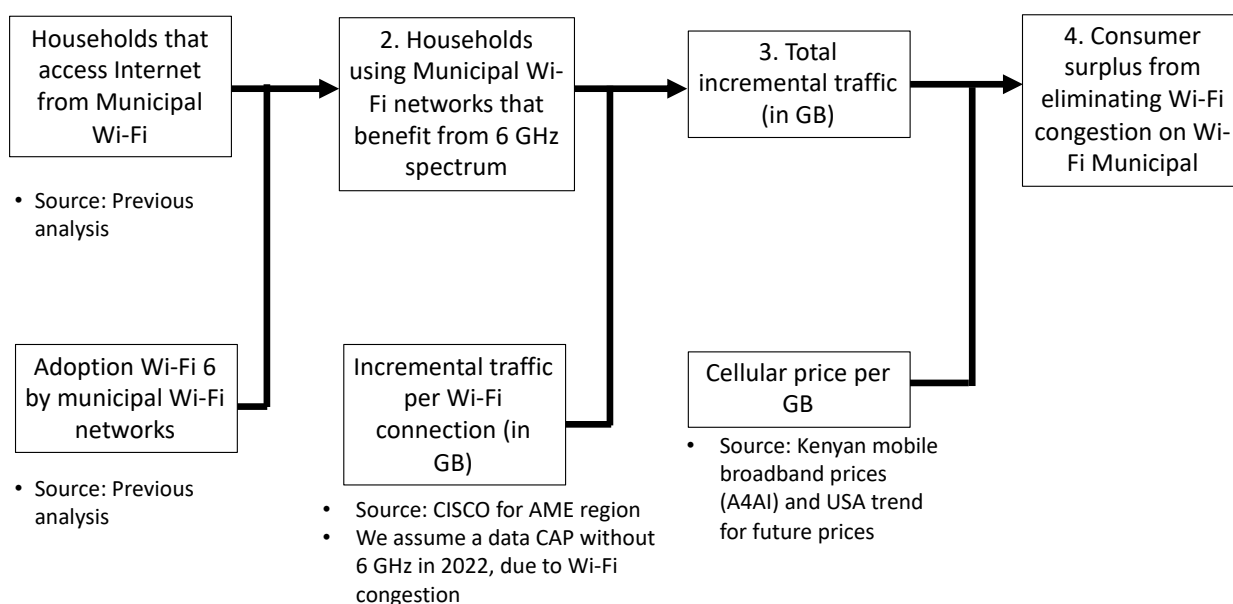 Households that
access Internet
from Municipal
Wi-Fi
• Source: Previous
analysis
2. Households
using Municipal Wi-
Fi networks that
benefit from 6 GHz
spectrum
3. Total
incremental traffic
(in GB)
4. Consumer
surplus from
eliminating Wi-Fi
congestion on Wi-
Fi Municipal
Adoption Wi-Fi 6
by municipal Wi-Fi
networks
• Source: Previous
analysis
Incremental traffic
per Wi-Fi
connection (in
GB)
• Source: CISCO for AME region
• We assume a data CAP without
6 GHz in 2022, due to Wi-Fi
congestion
Cellular price per
GB
• Source: Kenyan mobile
broadband prices
(A4AI) and USA trend
for future prices